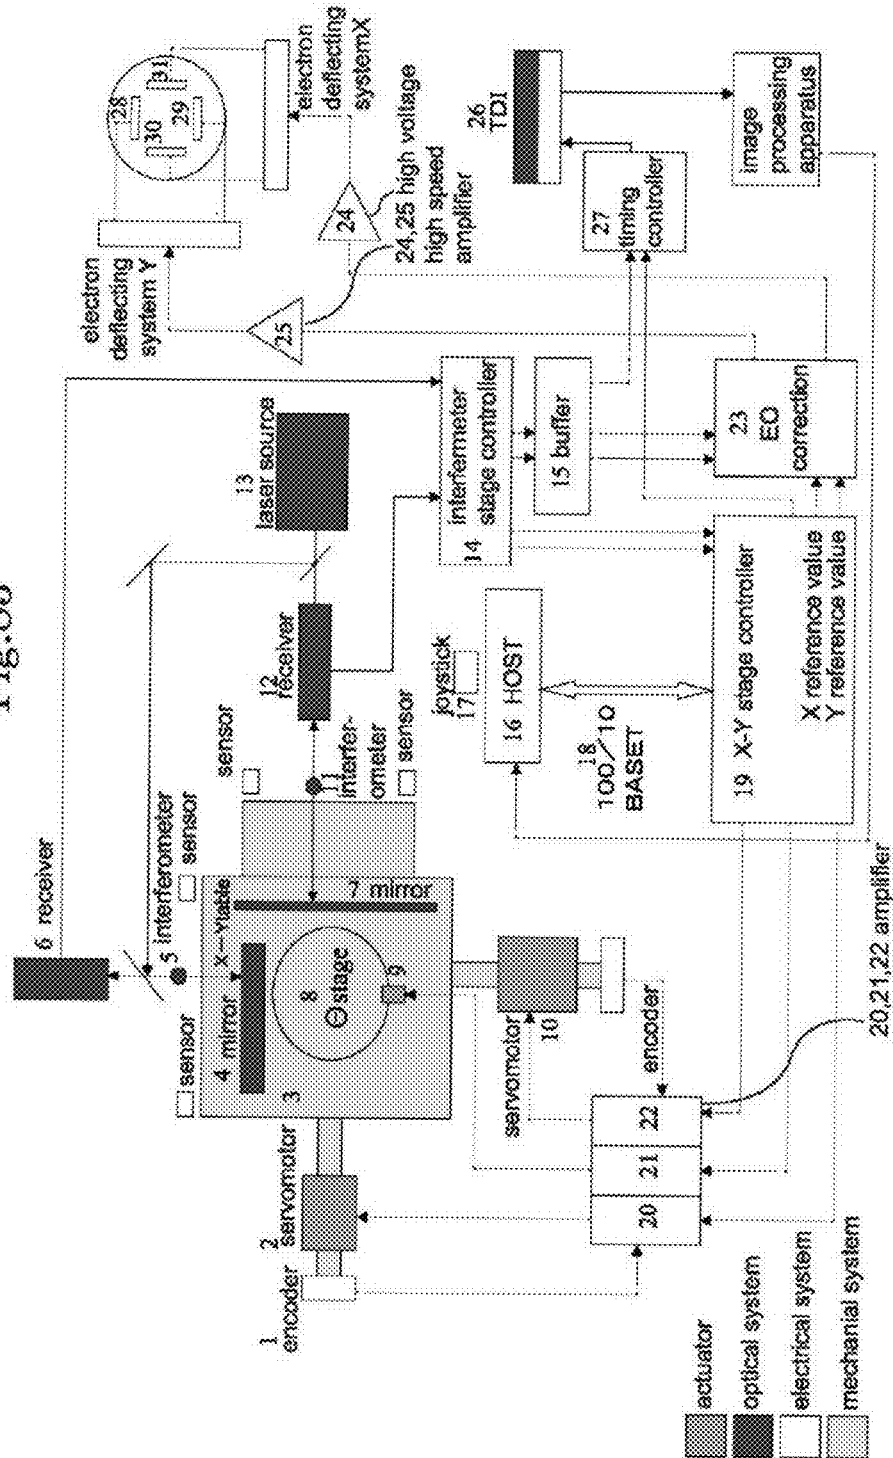 6 receiver
sensor
5
interferometer
sensor
4 mirror
X-Ytable
3
8
stage
9
7 mirror
sensor
11
interfer-
ometer
sensor
12
receiver
13
laser source
electron
deflecting
system Y
28
30
29
31
electron
deflecting
systemX
25
24
24,25 high voltage
high speed
amplifier
26
TDI
27
timing
controller
image
processing
apparatus
1
encoder
2
servomotor
servomotor
10
encoder
20
21
22
20,21,22 amplifier
joystick
17
16 HOST
18
100/10
BASET
14
interfermeter
stage controller
15 buffer
19 X-Y stage controller
X reference value
Y reference value
23
EO
correction
actuator
optical system
electrical system
mechanial system